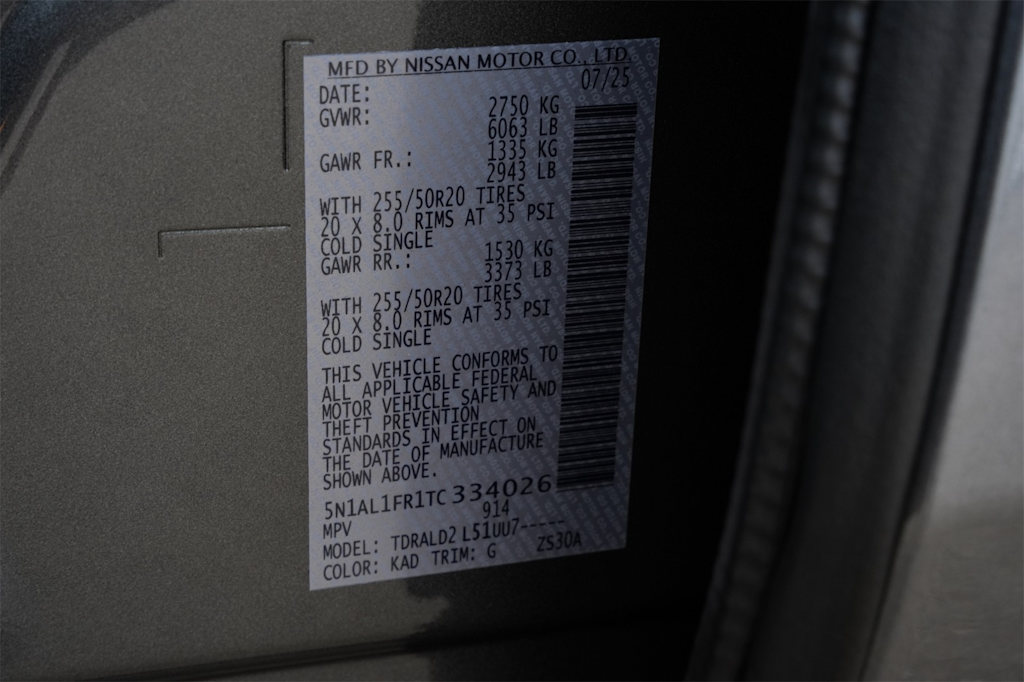 MFD BY NISSAN MOTOR CO., LTD.
DATE: 07/25
GVWR: 2750 KG
6063 LB
GAWR FR.: 1335 KG
2943 LB
WITH 255/50R20 TIRES
20 X 8.0 RIMS AT 35 PSI
COLD SINGLE
GAWR RR.: 1530 KG
3373 LB
WITH 255/50R20 TIRES
20 X 8.0 RIMS AT 35 PSI
COLD SINGLE
THIS VEHICLE CONFORMS TO
ALL APPLICABLE FEDERAL
MOTOR VEHICLE SAFETY AND
THEFT PREVENTION
STANDARDS IN EFFECT ON
THE DATE OF MANUFACTURE
SHOWN ABOVE.
5N1AL1FR1TC334026
MPV 914
MODEL: TDRALD2 L51UU7-----
COLOR: KAD TRIM: G ZS30A